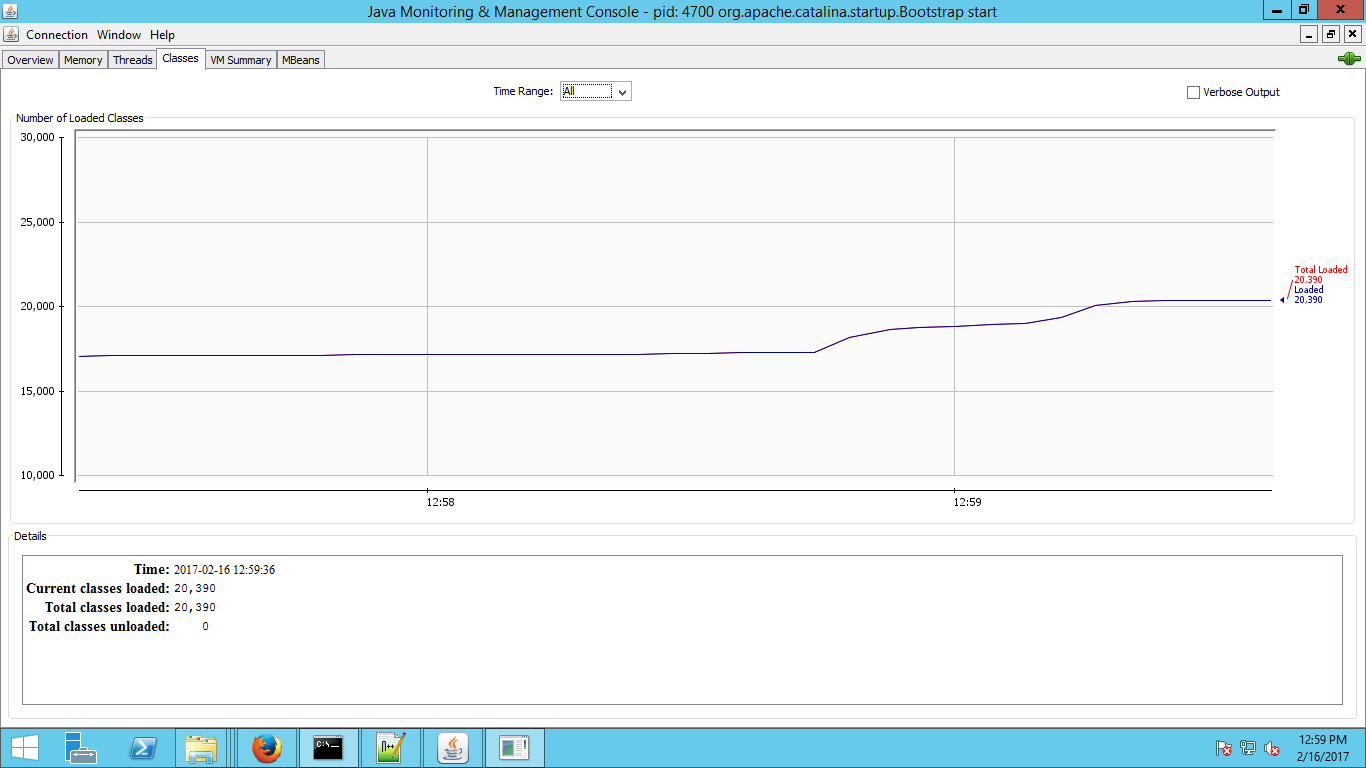 Java Monitoring & Management Console - pid: 4700 org.apache.catalina.startup.Bootstrap start
Connection Window Help
Overview Memory Threads Classes VM Summary MBeans
Time Range: All
Verbose Output
Number of Loaded Classes
30,000
25,000
20,000
15,000
10,000
Total Loaded
20,390
Loaded
20,390
12:58 12:59
Details
Time: 2017-02-16 12:59:36
Current classes loaded: 20,390
Total classes loaded: 20,390
Total classes unloaded: 0
C:\.
12:59 PM
2/16/2017